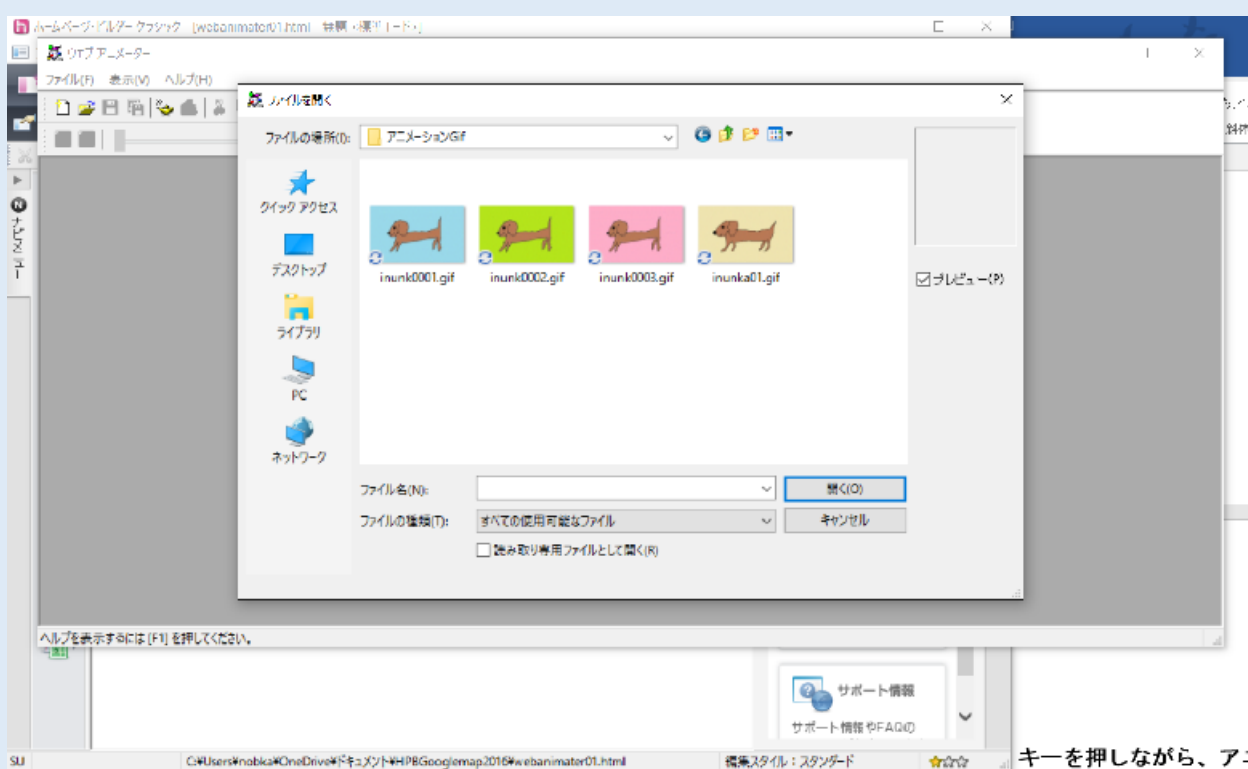 ホームページ・ビルダー クラシック [webanimater01.html
ウェブ アニメーター
ファイル(F) 表示(V) ヘルプ(H)
ファイルを開く
ファイルの場所(I): アニメーションGif
クイック アクセス
デスクトップ
ライブラリ
PC
ネットワーク
inunk0001.gif inunk0002.gif inunk0003.gif inunka01.gif
プレビュー(P)
ファイル名(N): 開く(O)
ファイルの種類(T): すべての使用可能なファイル キャンセル
読み取り専用ファイルとして開く(R)
ナビメニュー
ヘルプを表示するには [F1] を押してください。
サポート情報
サポート情報やFAQの
キーを押しながら、アニ
SU C:¥Users¥nobka¥OneDrive¥ドキュメント¥HPBGooglemap2016¥webanimater01.html 編集スタイル：スタンダード